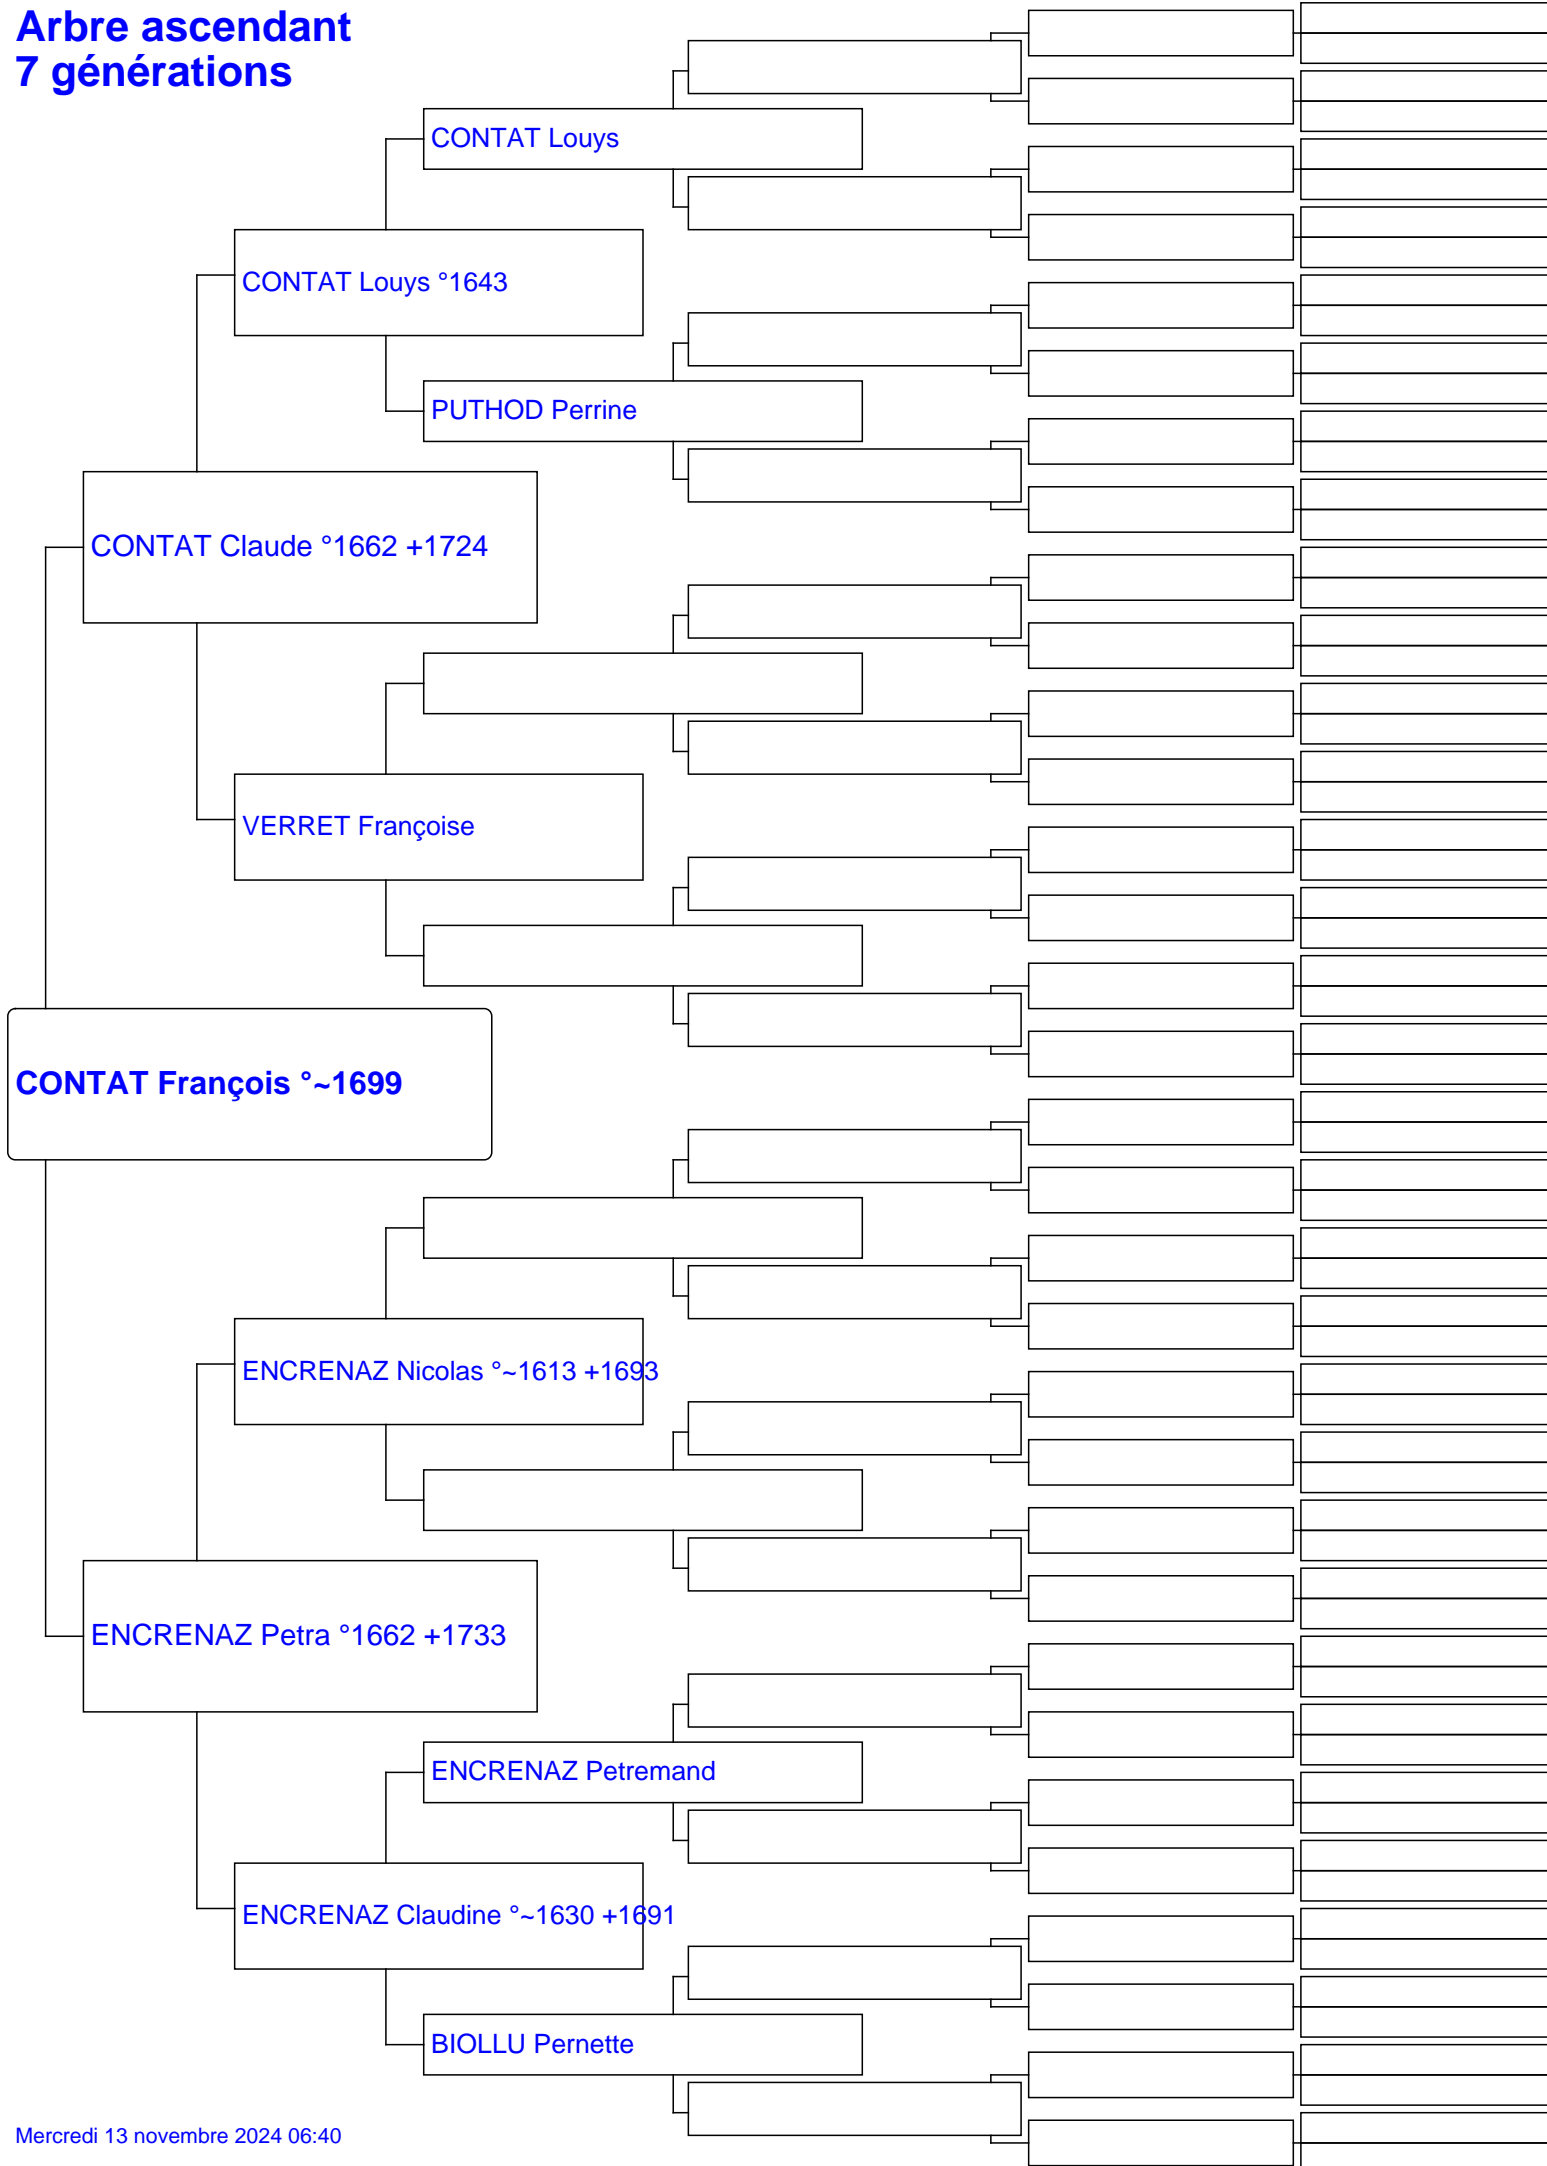 Arbre ascendant
7 générations
CONTAT Louys
CONTAT Louys °1643
PUTHOD Perrine
CONTAT Claude °1662 +1724
VERRET Françoise
CONTAT François °~1699
ENCRENAZ Nicolas °~1613 +1693
ENCRENAZ Petra °1662 +1733
ENCRENAZ Petremand
ENCRENAZ Claudine °~1630 +1691
BIOLLU Pernette
Mercredi 13 novembre 2024 06:40